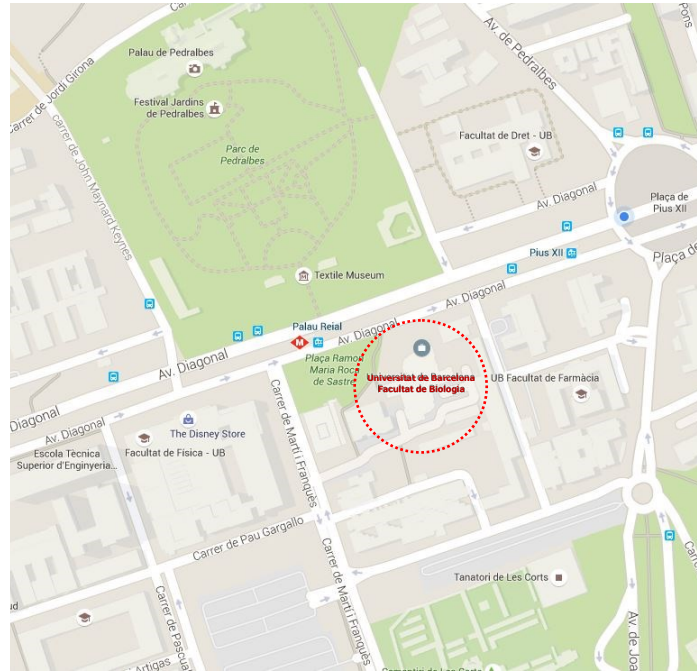 Palau de Pedralbes
Av. de Pedralbes
Pons
Carrer de Jordi Girona
Festival Jardins
de Pedralbes
carrer de John Maynard Keynes
Parc de
Pedralbes
Facultat de Dret - UB
Av. Diagonal
Plaça de
Pius XII
Pius XII
Plaça de
Textile Museum
Av. Diagonal
Palau Reial
M
Av. Diagonal
Plaça Ramon
Maria Roca
de Sastre
Universitat de Barcelona
Facultat de Biologia
UB Facultat de Farmàcia
Av. Diagonal
Diagonal
Av. Diagonal
The Disney Store
Facultat de Física - UB
Escola Tècnica
Superior d'Enginyeria...
Carrer de Martí i Franquès
Carrer de Pau Gargallo
Carrer de Martí i Franquès
Tanatori de Les Corts
Carrer de Pascua
Artigas
Av. de Joa